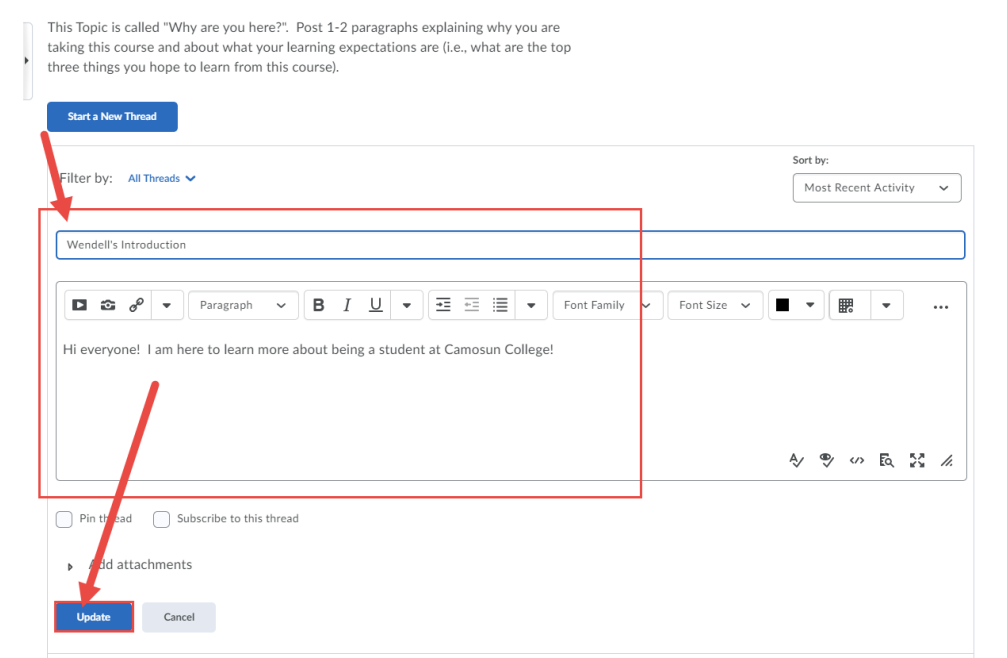 This Topic is called "Why are you here?".  Post 1-2 paragraphs explaining why you are
taking this course and about what your learning expectations are (i.e., what are the top
three things you hope to learn from this course).
Start a New Thread
Sort by:
Filter by: All Threads
Most Recent Activity
Wendell's Introduction
Paragraph B I U Font Family Font Size ...
Hi everyone!  I am here to learn more about being a student at Camosun College!
Pin thread Subscribe to this thread
Add attachments
Update Cancel